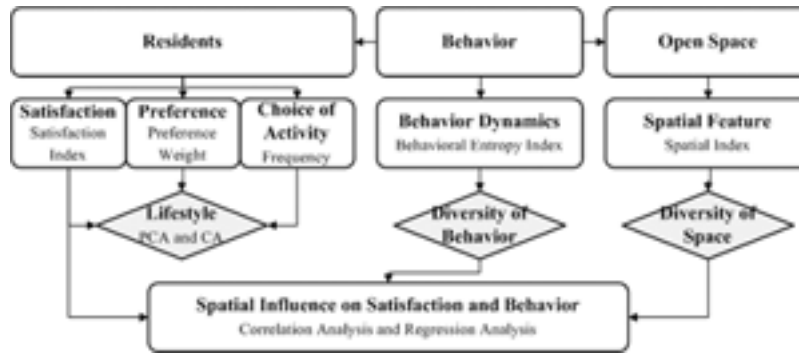 Residents
Behavior
Open Space
Satisfaction
Satisfaction
Index
Preference
Preference
Weight
Choice of
Activity
Frequency
Behavior Dynamics
Behavioral Entropy Index
Spatial Feature
Spatial Index
Lifestyle
PCA and CA
Diversity of
Behavior
Diversity of
Space
Spatial Influence on Satisfaction and Behavior
Correlation Analysis and Regression Analysis